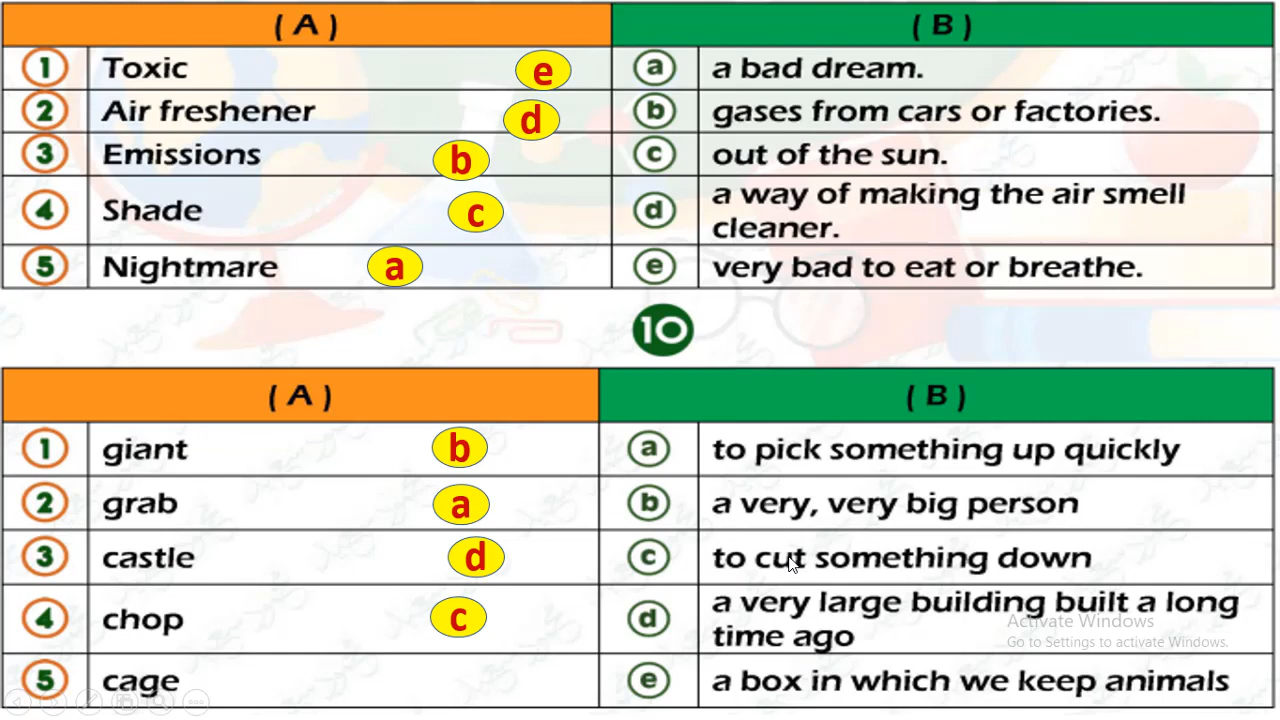 ( A ) ( B )
1 Toxic e a a bad dream.
2 Air freshener d b gases from cars or factories.
3 Emissions b c out of the sun.
4 Shade c d a way of making the air smell
cleaner.
5 Nightmare a e very bad to eat or breathe.
10
( A ) ( B )
1 giant b a to pick something up quickly
2 grab a b a very, very big person
3 castle d c to cut something down
4 chop c d a very large building built a long
time ago
Activate Windows
Go to Settings to activate Windows.
5 cage e a box in which we keep animals